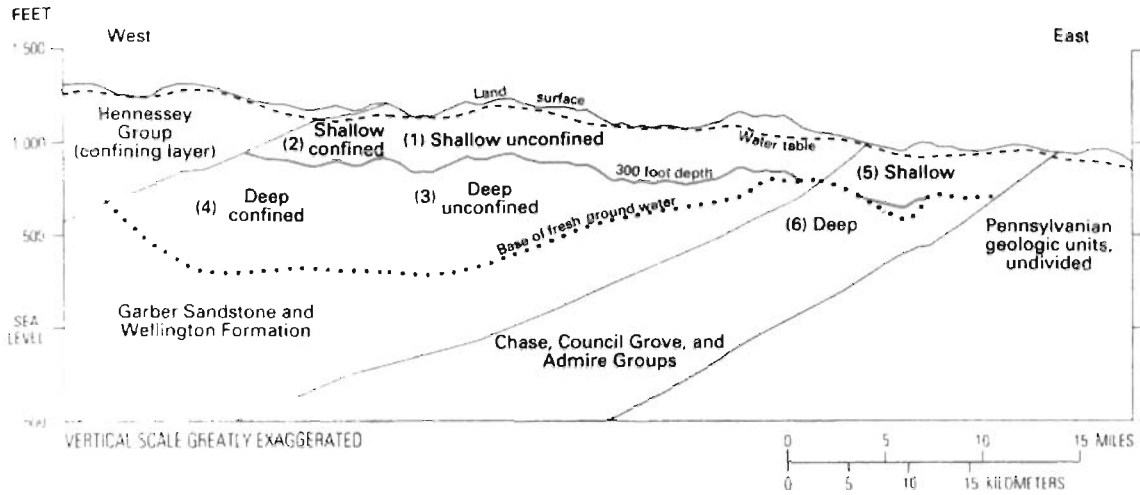 FEET
West
East
1 500
Land surface
Hennessey
Group
(confining layer)
(2) Shallow
confined
(1) Shallow unconfined
Water table
1 000
300 foot depth
(5) Shallow
(4) Deep
confined
(3) Deep
unconfined
Base of fresh ground water
(6) Deep
500
Pennsylvanian
geologic units,
undivided
Garber Sandstone and
Wellington Formation
SEA
LEVEL
Chase, Council Grove, and
Admire Groups
VERTICAL SCALE GREATLY EXAGGERATED
0 5 10 15 MILES
0 5 10 15 KILOMETERS